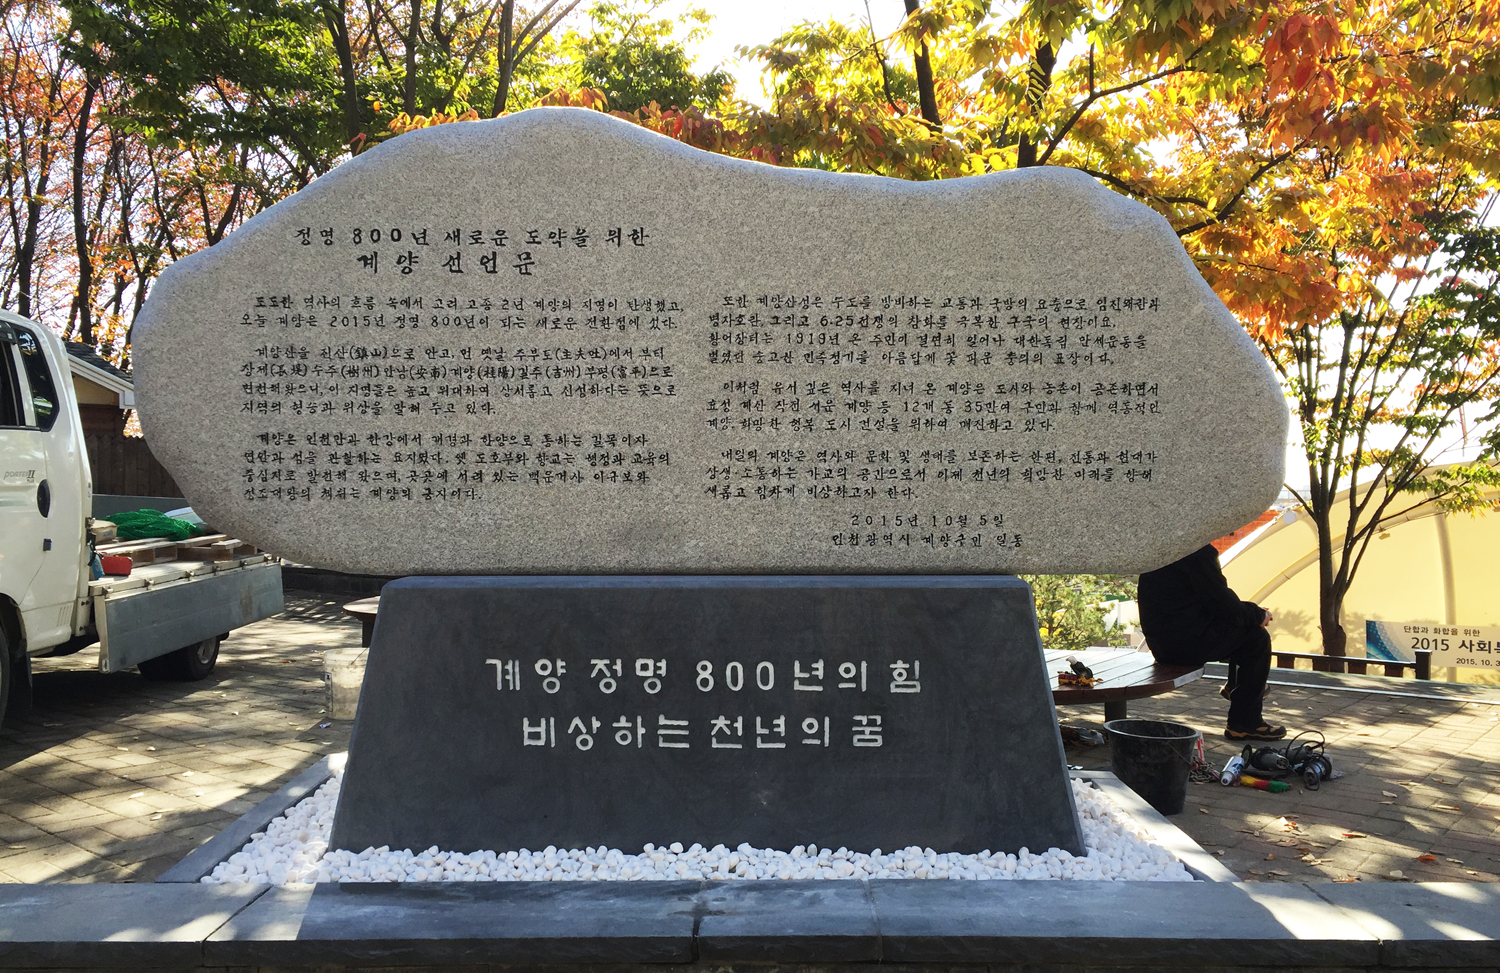 정명 800년 새로운 도약을 위한
계양 선언문
도도한 역사의 흐름 속에서 고려 고종 2년 계양의 지명이 탄생했고,
오늘 계양은 2015년 정명 800년이 되는 새로운 전환점에 섰다.
계양산을 진산(鎭山)으로 안고, 먼 옛날 주부도(主夫吐)에서 부터
장제(長堤) 수주(樹州) 안남(安南) 계양(桂陽) 길주(吉州) 부평(富平)으로
변천해왔으니, 이 지명들은 높고 위대하며 상서롭고 신성하다는 뜻으로
지역의 성숭과 위상을 말해 주고 있다.
계양은 인천만과 한강에서 개경과 한양으로 통하는 길목이자
연안과 섬을 관할하는 요지였다. 옛 도호부와 향교는 행정과 교육의
중심지로 발전해 왔으며, 곳곳에 서려 있는 백운거사 이규보와
정조대왕의 체취는 계양의 긍지이다.
또한 계양산성은 수도를 방비하는 교통과 국방의 요충으로 임진왜란과
병자호란, 그리고 6·25전쟁의 참화를 극복한 구국의 현장이요,
황어장터는 1919년 온 주민이 결연히 일어나 대한독립 만세운동을
벌였던 순고한 민족정기를 아름답게 꽃 피운 충의의 표상이다.
이처럼 유서 깊은 역사를 지녀 온 계양은 도시와 농촌이 공존하면서
효성 계산 작전 서운 계양 등 12개 동 35만여 구민과 함께 역동적인
계양, 희망찬 행복 도시 건설을 위하여 매진하고 있다.
내일의 계양은 역사와 문화 및 생태를 보존하는 한편, 전통과 현대가
상생·소통하는 가교의 공간으로서 이제 천년의 희망찬 미래를 향해
새롭고 힘차게 비상하고자 한다.
2015년 10월 5일
인천광역시 계양구민 일동
계양 정명 800년의 힘
비상하는 천년의 꿈
단합과 화합을 위한
2015 사회
2015. 10. 3